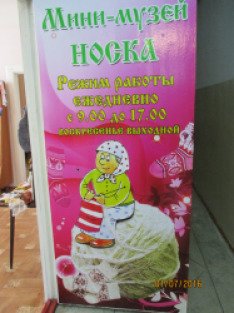 Мини-музей
НОСКА
Режим работы
ежедневно
с 9.00 до 17.00
воскресенье выходной
01/07/2016